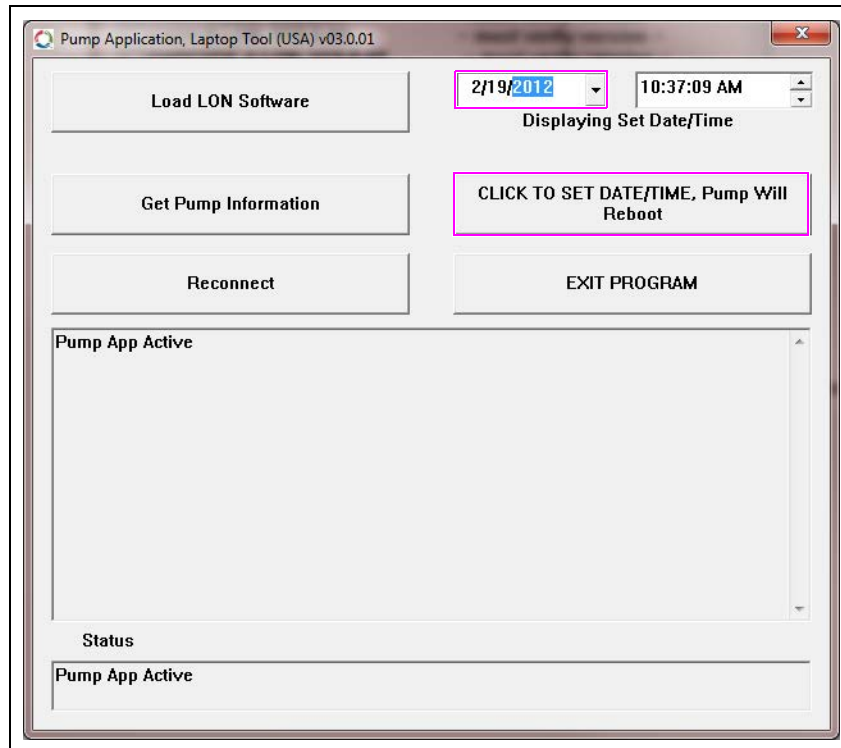 Pump Application, Laptop Tool (USA) v03.0.01
Load LON Software
2/19/2012
10:37:09 AM
Displaying Set Date/Time
Get Pump Information
CLICK TO SET DATE/TIME, Pump Will
Reboot
Reconnect
EXIT PROGRAM
Pump App Active
Status
Pump App Active